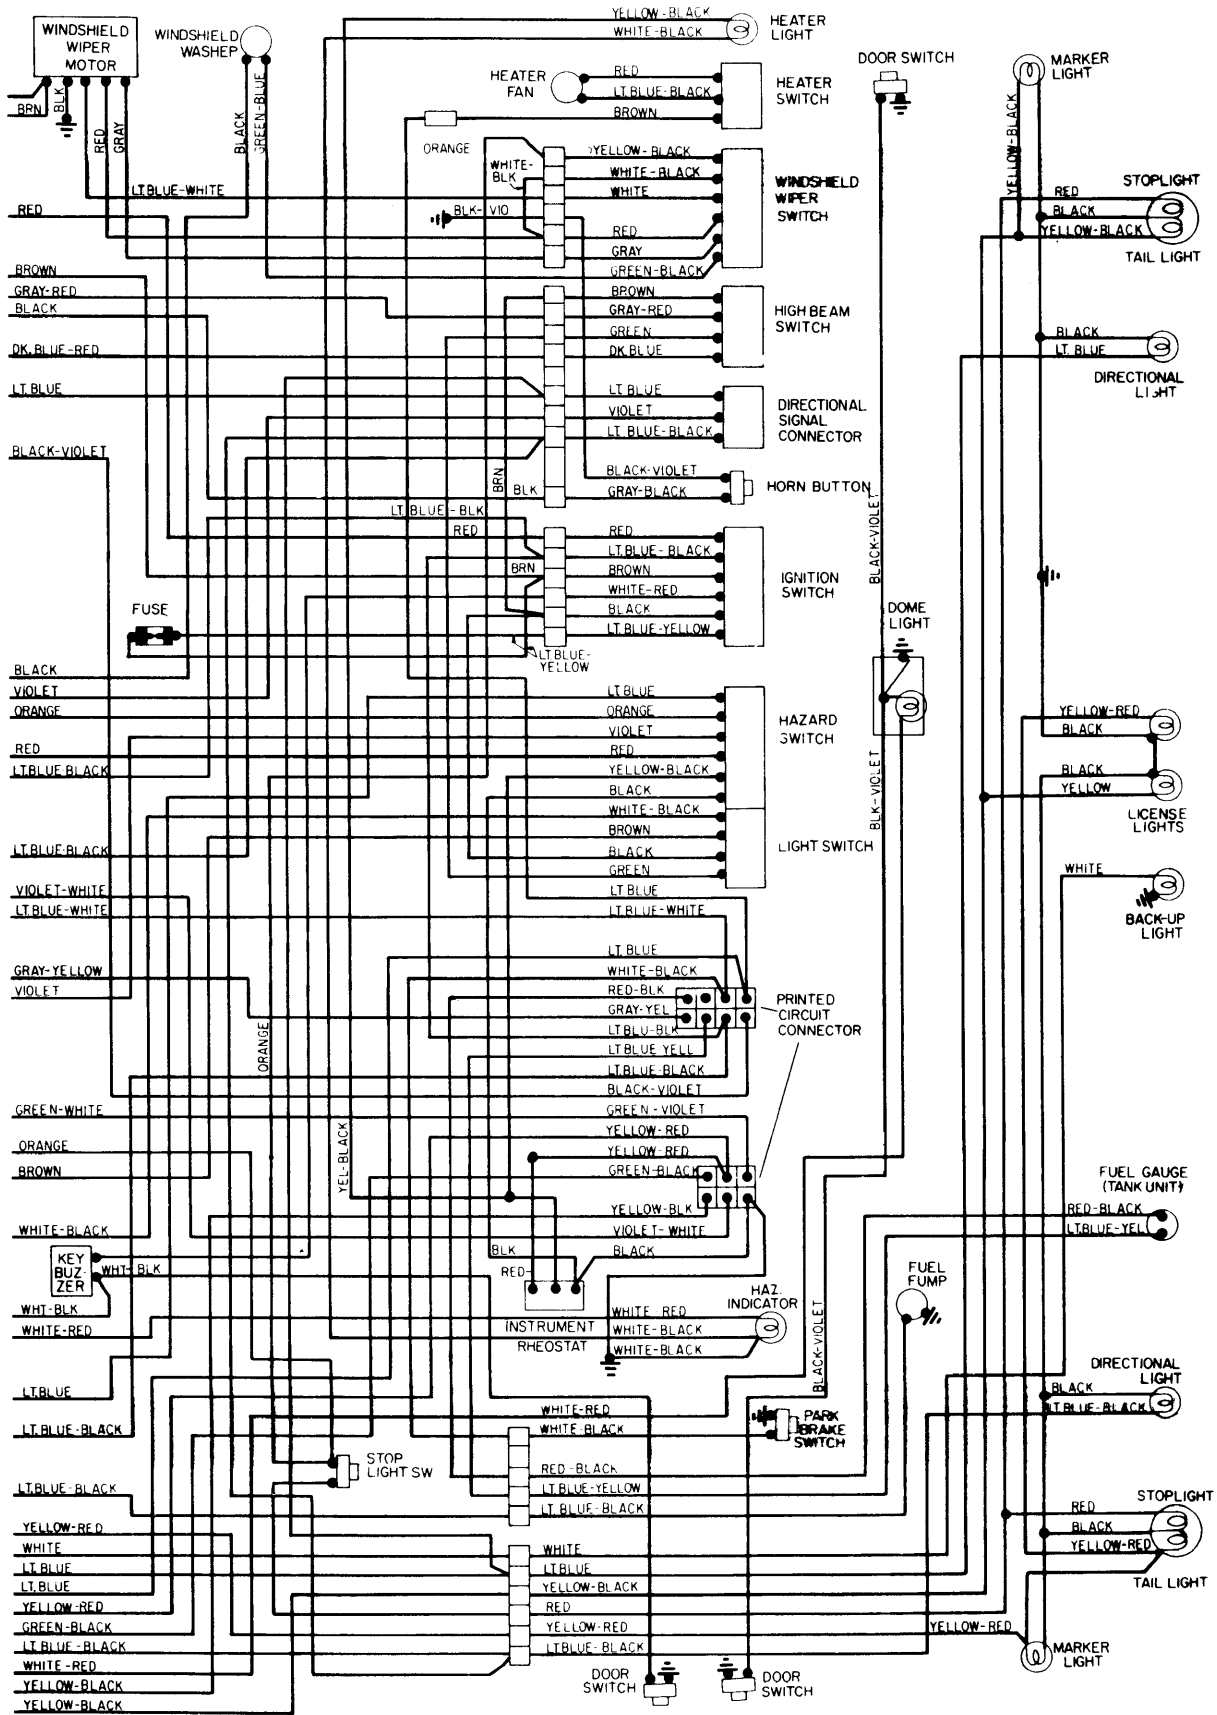 YELLOW-BLACK
WHITE-BLACK
HEATER
LIGHT
WINDSHIELD
WIPER
MOTOR
WINDSHIELD
WASHEP
DOOR SWITCH
MARKER
LIGHT
HEATER
FAN
RED
LT.BLUE-BLACK
BROWN
HEATER
SWITCH
BRN
BLK
RED
GRAY
BLACK
GREEN-BLUE
ORANGE
YELLOW-BLACK
WHITE-
BLK
YELLOW-BLACK
WHITE-BLACK
WHITE
WINDSHIELD
WIPER
SWITCH
STOPLIGHT
RED
BLACK
YELLOW-BLACK
TAIL LIGHT
LT.BLUE-WHITE
RED
BLK-VIO
RED
GRAY
GREEN-BLACK
BROWN
GRAY-RED
BLACK
BROWN
GRAY-RED
GREEN
DK.BLUE
HIGH BEAM
SWITCH
DK.BLUE-RED
BLACK
LT. BLUE
DIRECTIONAL
LIGHT
LT.BLUE
LT.BLUE
VIOLET
LT.BLUE-BLACK
DIRECTIONAL
SIGNAL
CONNECTOR
BLACK-VIOLET
BRN
BLK
BLACK-VIOLET
GRAY-BLACK
HORN BUTTON
LT.BLUE-BLK
RED
RED
LT.BLUE-BLACK
BROWN
WHITE-RED
BLACK
LT.BLUE-YELLOW
BRN
IGNITION
SWITCH
BLACK-VIOLET
FUSE
LT.BLUE-
YELLOW
DOME
LIGHT
BLACK
VIOLET
ORANGE
RED
LT.BLUE BLACK
LT.BLUE
ORANGE
VIOLET
RED
YELLOW-BLACK
BLACK
HAZARD
SWITCH
WHITE-BLACK
BROWN
BLACK
GREEN
LIGHT SWITCH
BLK-VIOLET
YELLOW-RED
BLACK
BLACK
YELLOW
LICENSE
LIGHTS
LT.BLUE-BLACK
VIOLET-WHITE
LT.BLUE-WHITE
LT.BLUE
LT.BLUE-WHITE
WHITE
BACK-UP
LIGHT
GRAY-YELLOW
VIOLET
ORANGE
LT.BLUE
WHITE-BLACK
RED-BLK
GRAY-YEL
LT.BLU-BLK
LT.BLUE YELL
LT.BLUE-BLACK
BLACK-VIOLET
PRINTED
CIRCUIT
CONNECTOR
GREEN-WHITE
ORANGE
BROWN
YEL-BLACK
GREEN-VIOLET
YELLOW-RED
YELLOW-RED
GREEN-BLACK
YELLOW-BLK
VIOLET-WHITE
BLACK
FUEL GAUGE
(TANK UNIT)
RED-BLACK
LT.BLUE-YEL
WHITE-BLACK
KEY
BUZ-
ZER
WHT-BLK
BLK
RED
INSTRUMENT
RHEOSTAT
FUEL
PUMP
HAZ.
INDICATOR
WHT-BLK
WHITE-RED
WHITE RED
WHITE-BLACK
WHITE-BLACK
BLACK-VIOLET
DIRECTIONAL
LIGHT
BLACK
LT.BLUE-BLACK
LT.BLUE
LT.BLUE-BLACK
WHITE-RED
WHITE-BLACK
PARK
BRAKE
SWITCH
STOP
LIGHT SW
RED-BLACK
LT.BLUE-YELLOW
LT.BLUE-BLACK
LT.BLUE-BLACK
STOPLIGHT
RED
BLACK
YELLOW-RED
TAIL LIGHT
YELLOW-RED
WHITE
LT.BLUE
LT.BLUE
YELLOW-RED
GREEN-BLACK
LT.BLUE-BLACK
WHITE-RED
YELLOW-BLACK
YELLOW-BLACK
WHITE
LT.BLUE
YELLOW-BLACK
RED
YELLOW-RED
LT.BLUE-BLACK
YELLOW-RED
MARKER
LIGHT
DOOR
SWITCH
DOOR
SWITCH